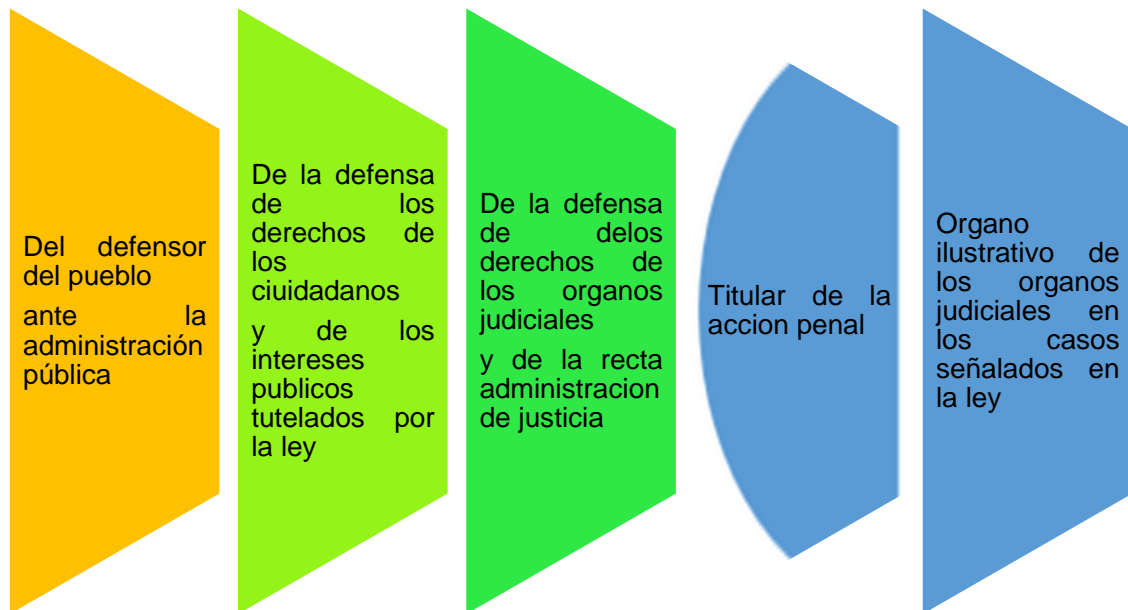 Del defensor
del pueblo
ante la
administración
pública
De la defensa
de los
derechos de
los
ciuidadanos
y de los
intereses
publicos
tutelados por
la ley
De la defensa
de delos
derechos de
los organos
judiciales
y de la recta
administracion
de justicia
Titular de la
accion penal
Organo
ilustrativo de
los organos
judiciales en
los casos
señalados en
la ley